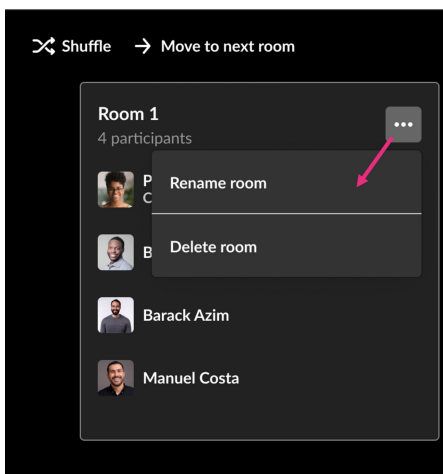 Shuffle
Move to next room
Room 1
4 participants
P
C
Rename room
B
Delete room
Barack Azim
Manuel Costa